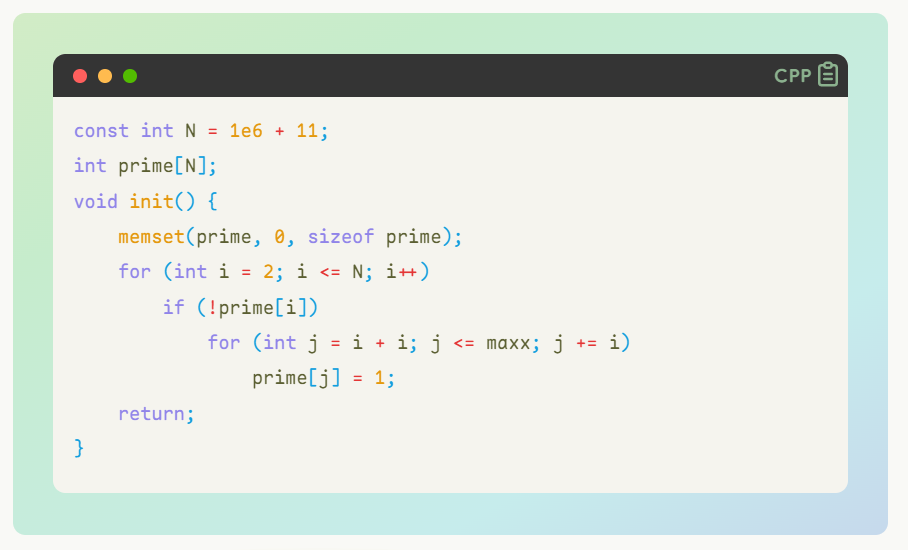 CPP
const int N = 1e6 + 11;
int prime[N];
void init() {
    memset(prime, 0, sizeof prime);
    for (int i = 2; i <= N; i++)
        if (!prime[i])
            for (int j = i + i; j <= maxx; j += i)
                prime[j] = 1;
    return;
}